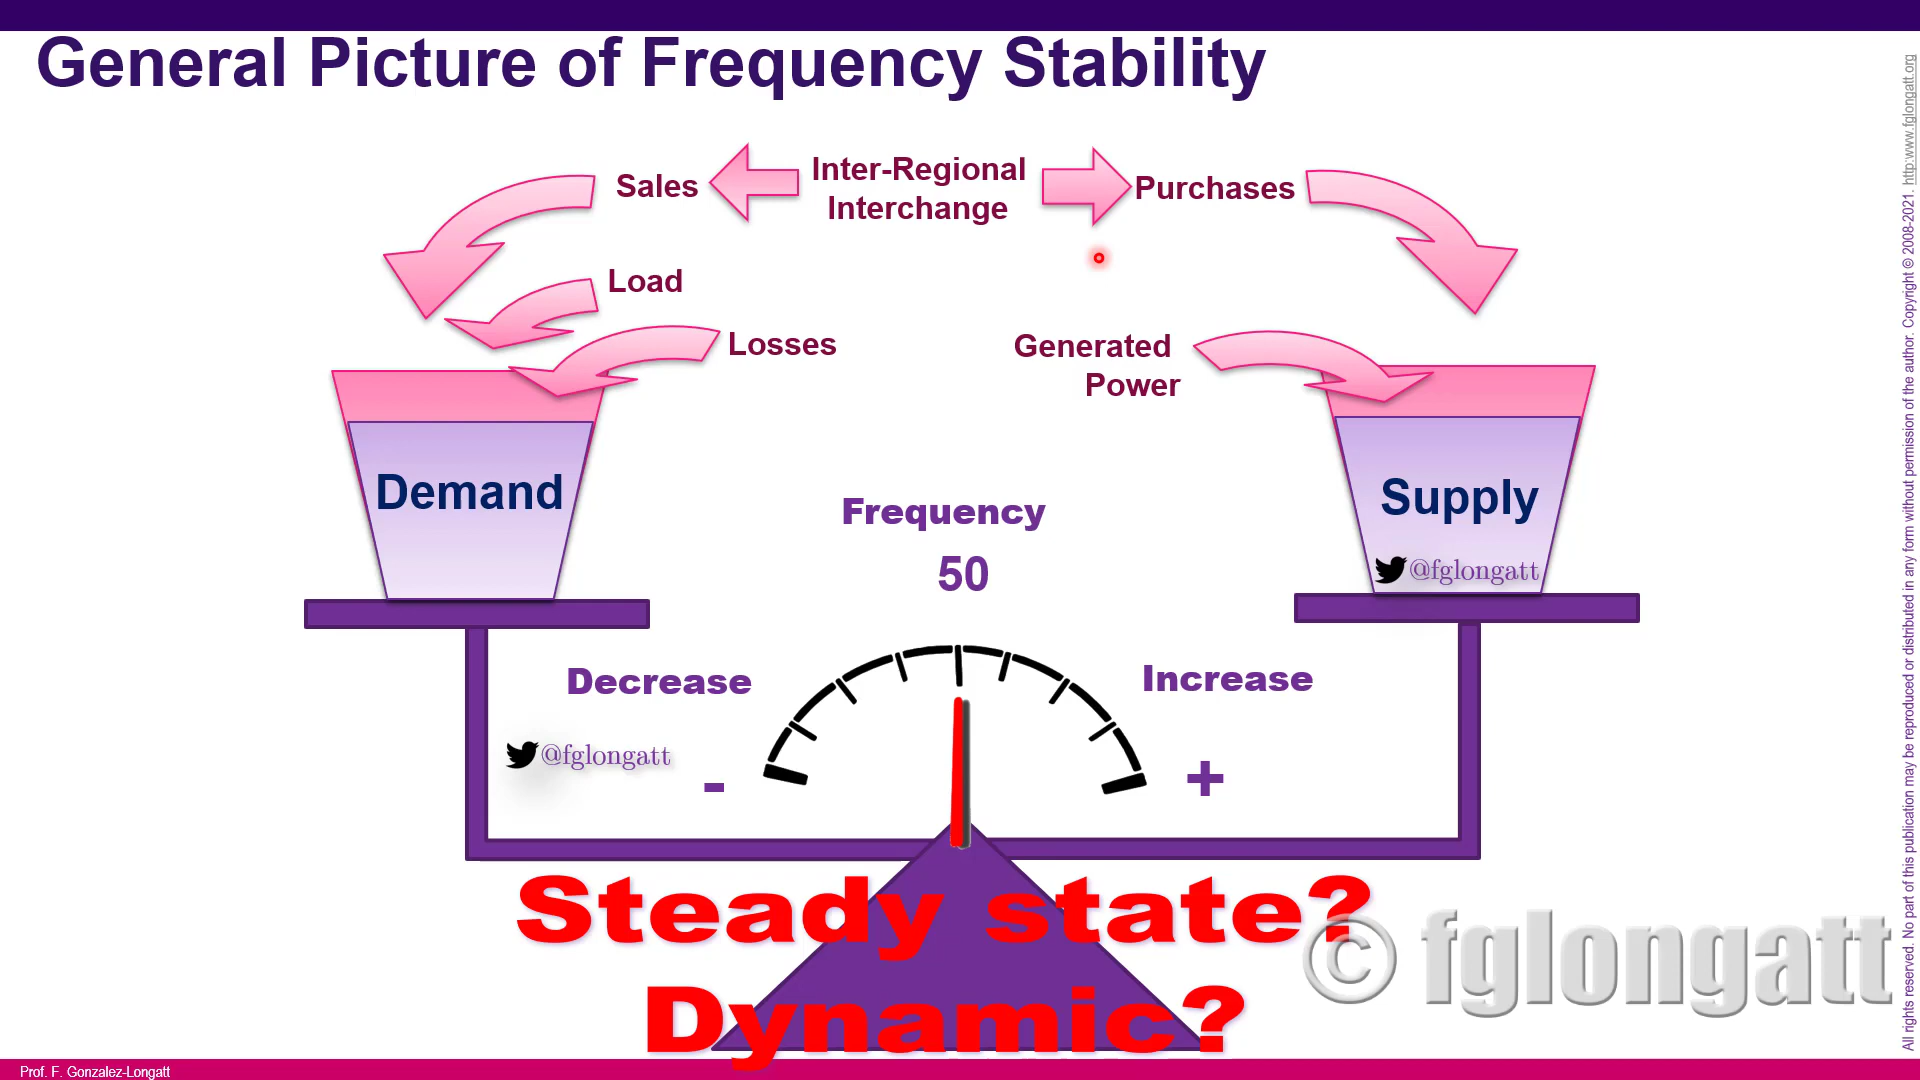 General Picture of Frequency Stability
Sales
Inter-Regional
Interchange
Purchases
Load
Losses
Generated
Power
Demand
Supply
@fglongatt
Frequency
50
Decrease
Increase
@fglongatt
-
+
Steady state?
Dynamic?
© fglongatt
Prof. F. Gonzalez-Longatt
All rights reserved. No part of this publication may be reproduced or distributed in any form without permission of the author. Copyright © 2008-2021. http:www.fglongatt.org